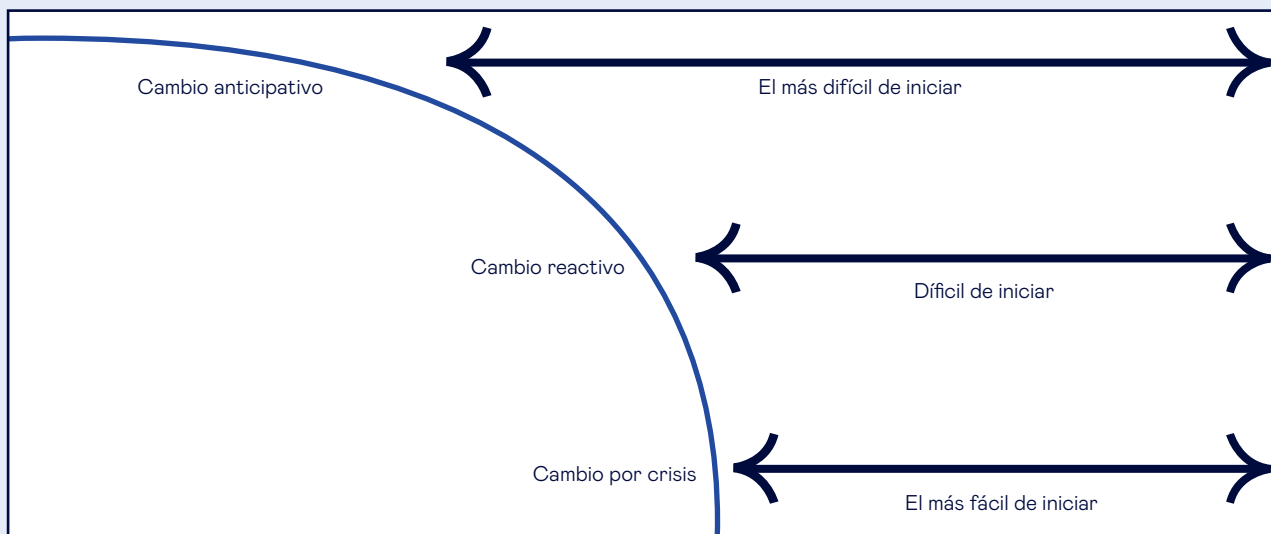 Cambio anticipativo
El más difícil de iniciar
Cambio reactivo
Díficil de iniciar
Cambio por crisis
El más fácil de iniciar